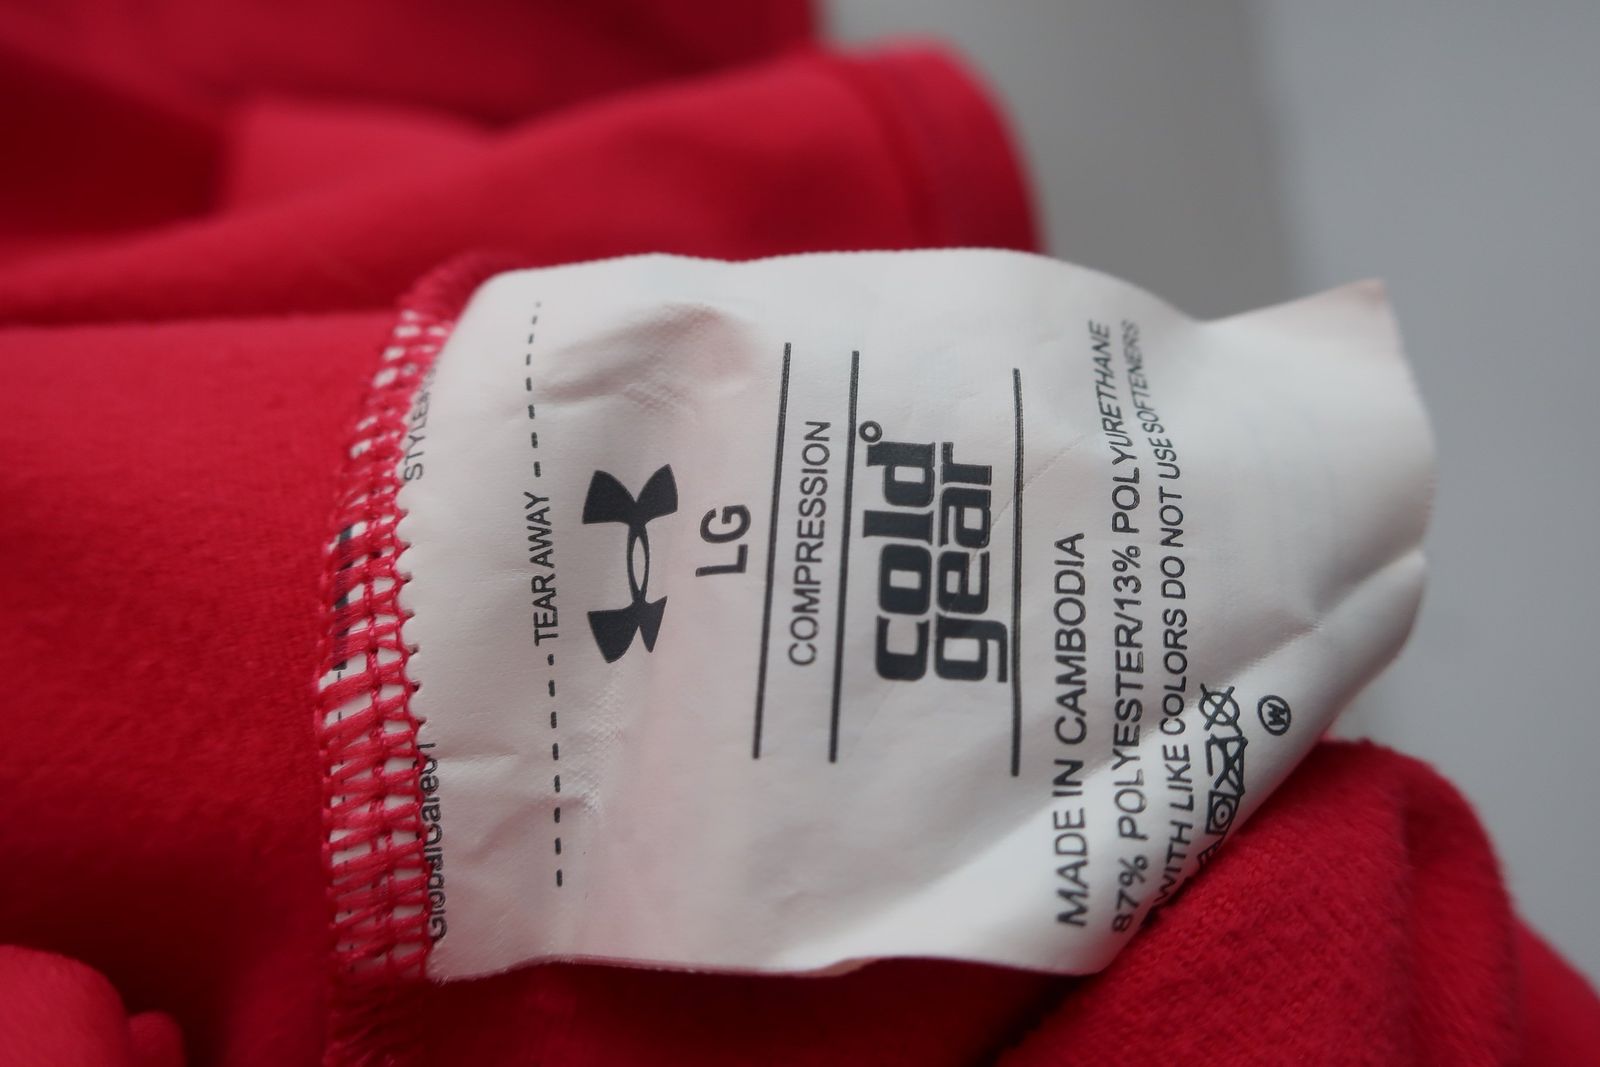 STYLE#
TEAR AWAY
LG
COMPRESSION
cold
gear
MADE IN CAMBODIA
87% POLYESTER/13% POLYURETHANE
WITH LIKE COLORS DO NOT USE SOFTENERS
W